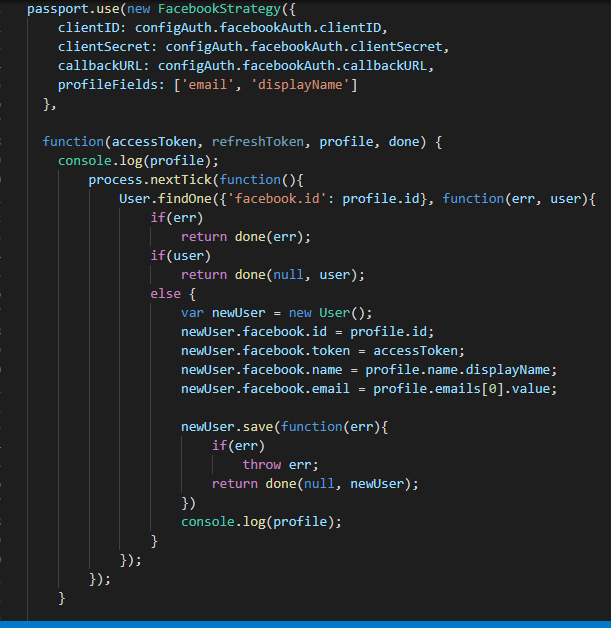 passport.use(new FacebookStrategy({
clientID: configAuth.facebookAuth.clientID,
clientSecret: configAuth.facebookAuth.clientSecret,
callbackURL: configAuth.facebookAuth.callbackURL,
profileFields: ['email', 'displayName']
},
function(accessToken, refreshToken, profile, done) {
console.log(profile);
process.nextTick(function(){
User.findOne({'facebook.id': profile.id}, function(err, user){
if(err)
return done(err);
if(user)
return done(null, user);
else {
var newUser = new User();
newUser.facebook.id = profile.id;
newUser.facebook.token = accessToken;
newUser.facebook.name = profile.name.displayName;
newUser.facebook.email = profile.emails[0].value;
newUser.save(function(err){
if(err)
throw err;
return done(null, newUser);
})
console.log(profile);
}
});
});
}